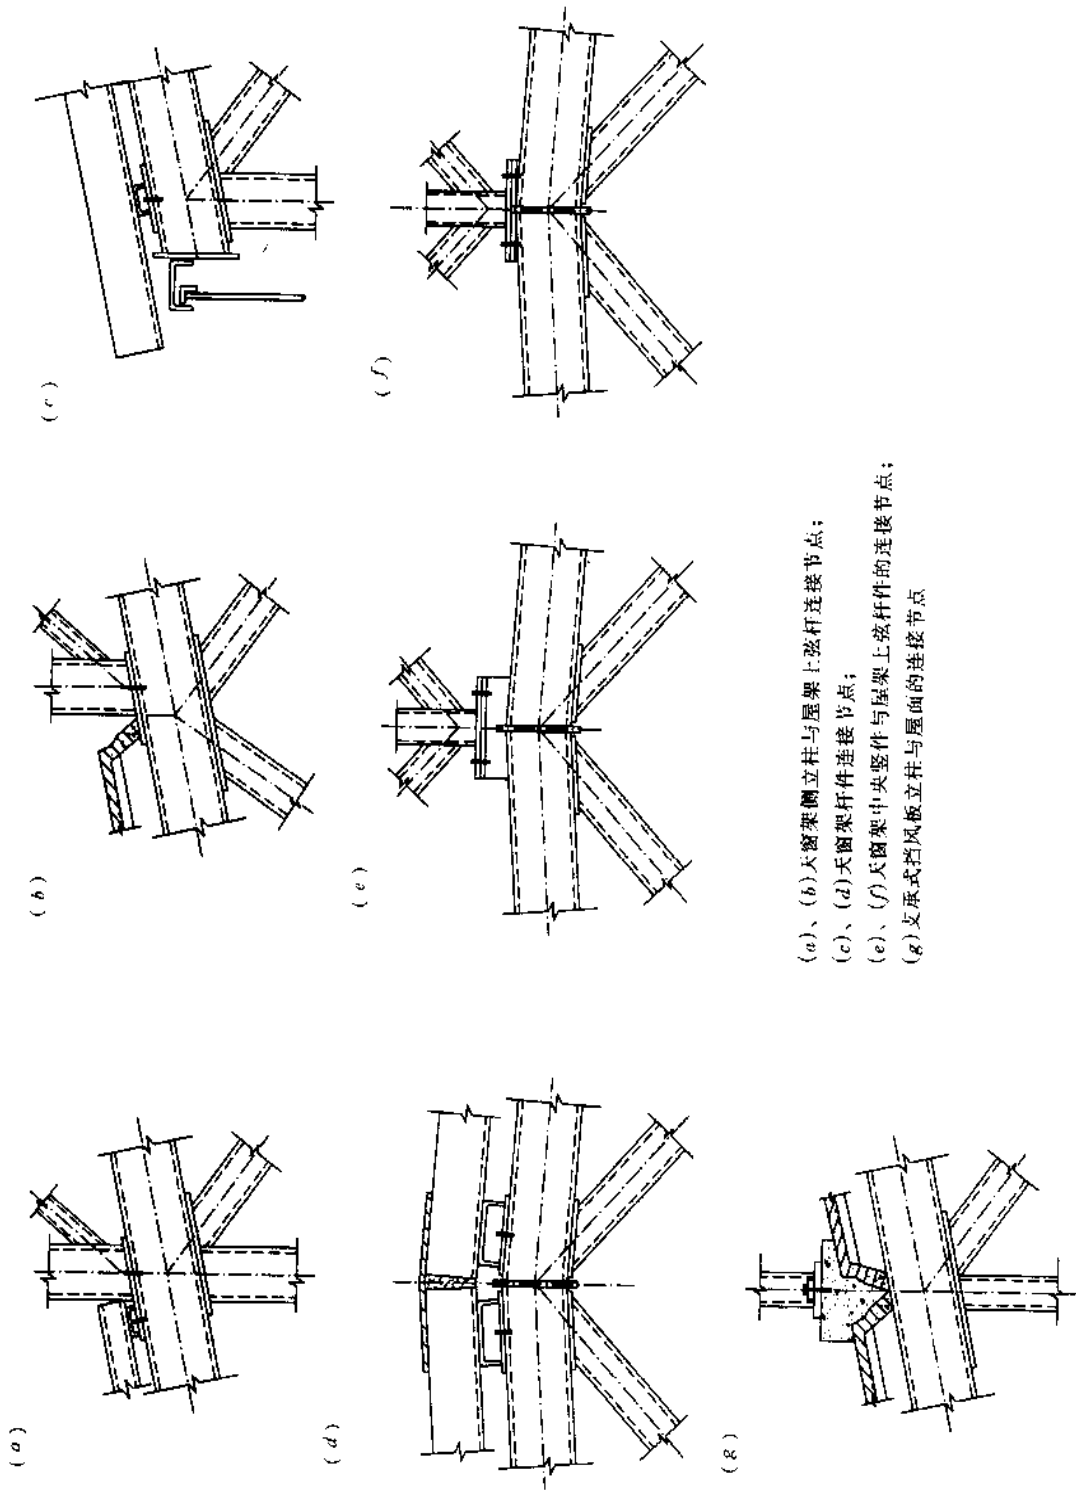 (a)
(b)
(c)
(d)
(e)
(f)
(g)
(a)、(b)天窗架侧立柱与屋架上弦杆连接节点；
(c)、(d)天窗架杆件连接节点；
(e)、(f)天窗架中央竖件与屋架上弦杆件的连接节点；
(g)支承式挡风板立柱与屋面的连接节点